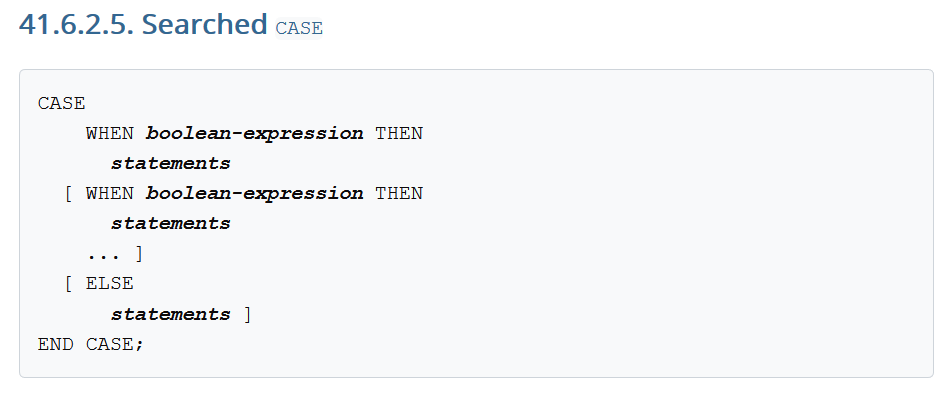 41.6.2.5. Searched CASE
CASE
    WHEN boolean-expression THEN
      statements
  [ WHEN boolean-expression THEN
      statements
    ... ]
  [ ELSE
      statements ]
END CASE;